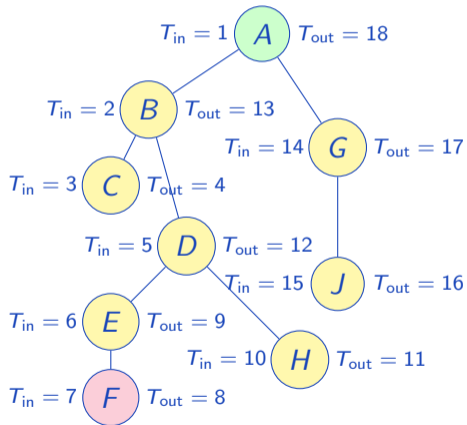 T_in = 1 A T_out = 18
T_in = 2 B T_out = 13
T_in = 14 G T_out = 17
T_in = 3 C T_out = 4
T_in = 5 D T_out = 12
T_in = 15 J T_out = 16
T_in = 6 E T_out = 9
T_in = 10 H T_out = 11
T_in = 7 F T_out = 8